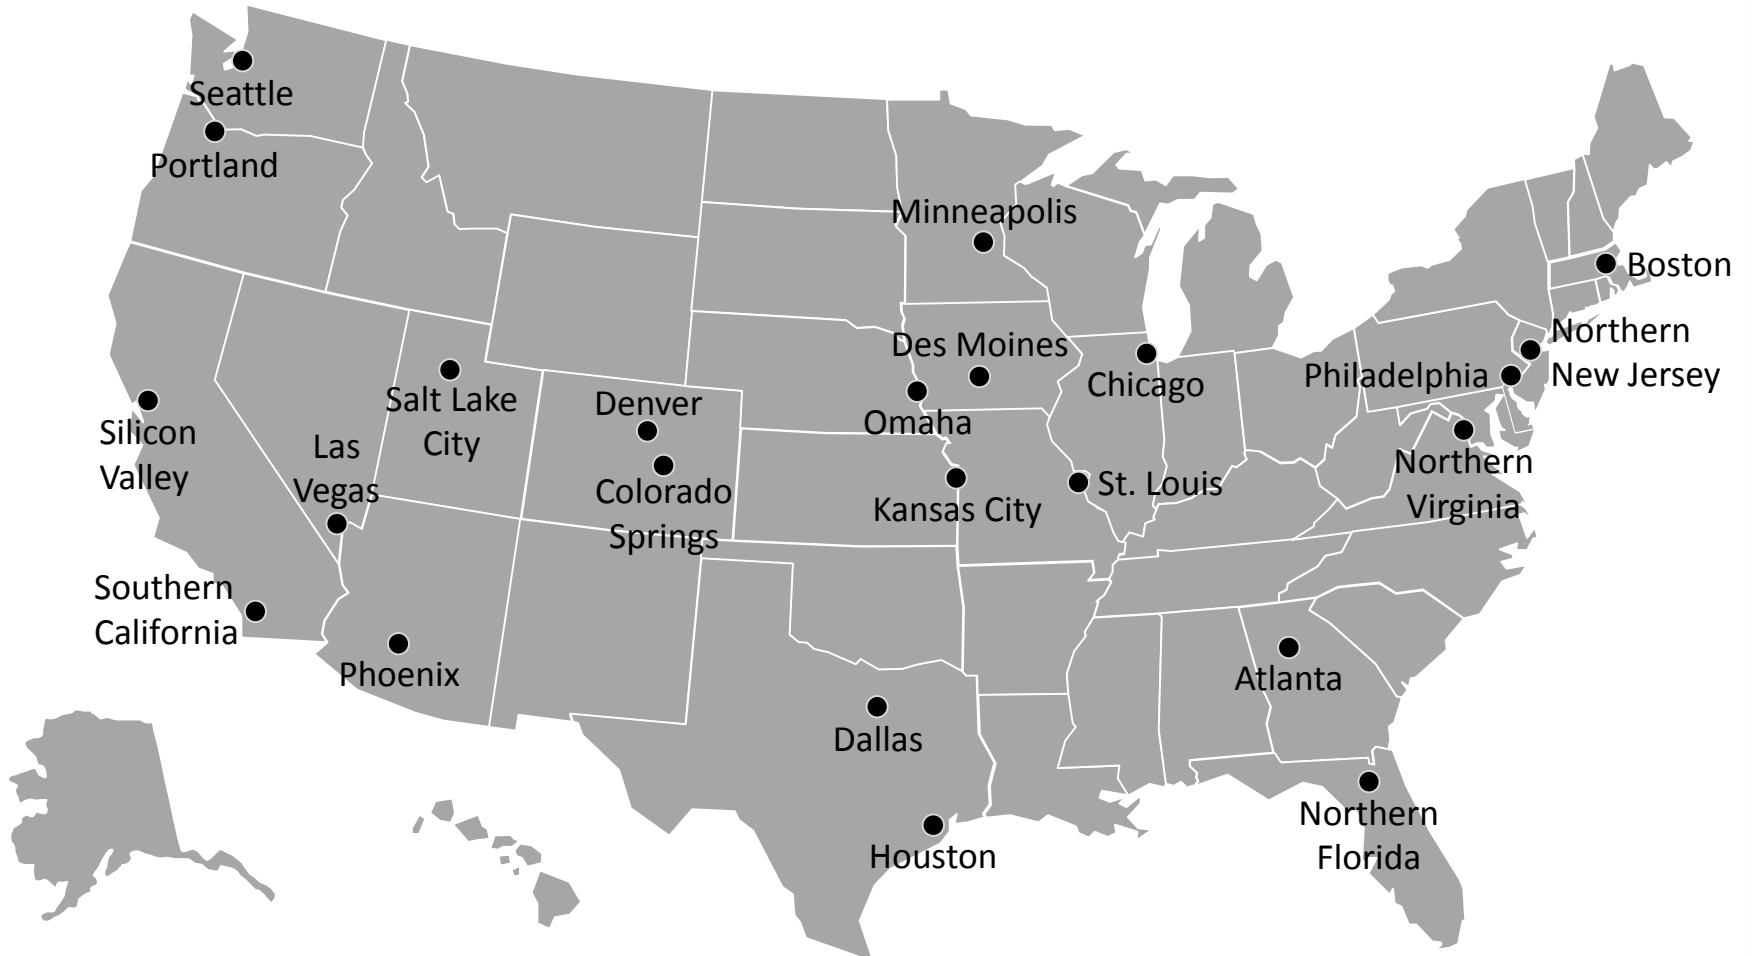 Seattle
Portland
Minneapolis
Boston
Northern
New Jersey
Des Moines
Philadelphia
Chicago
Salt Lake
City
Denver
Omaha
Silicon
Valley
Las
Vegas
Colorado
Springs
St. Louis
Kansas City
Northern
Virginia
Southern
California
Phoenix
Atlanta
Dallas
Northern
Florida
Houston